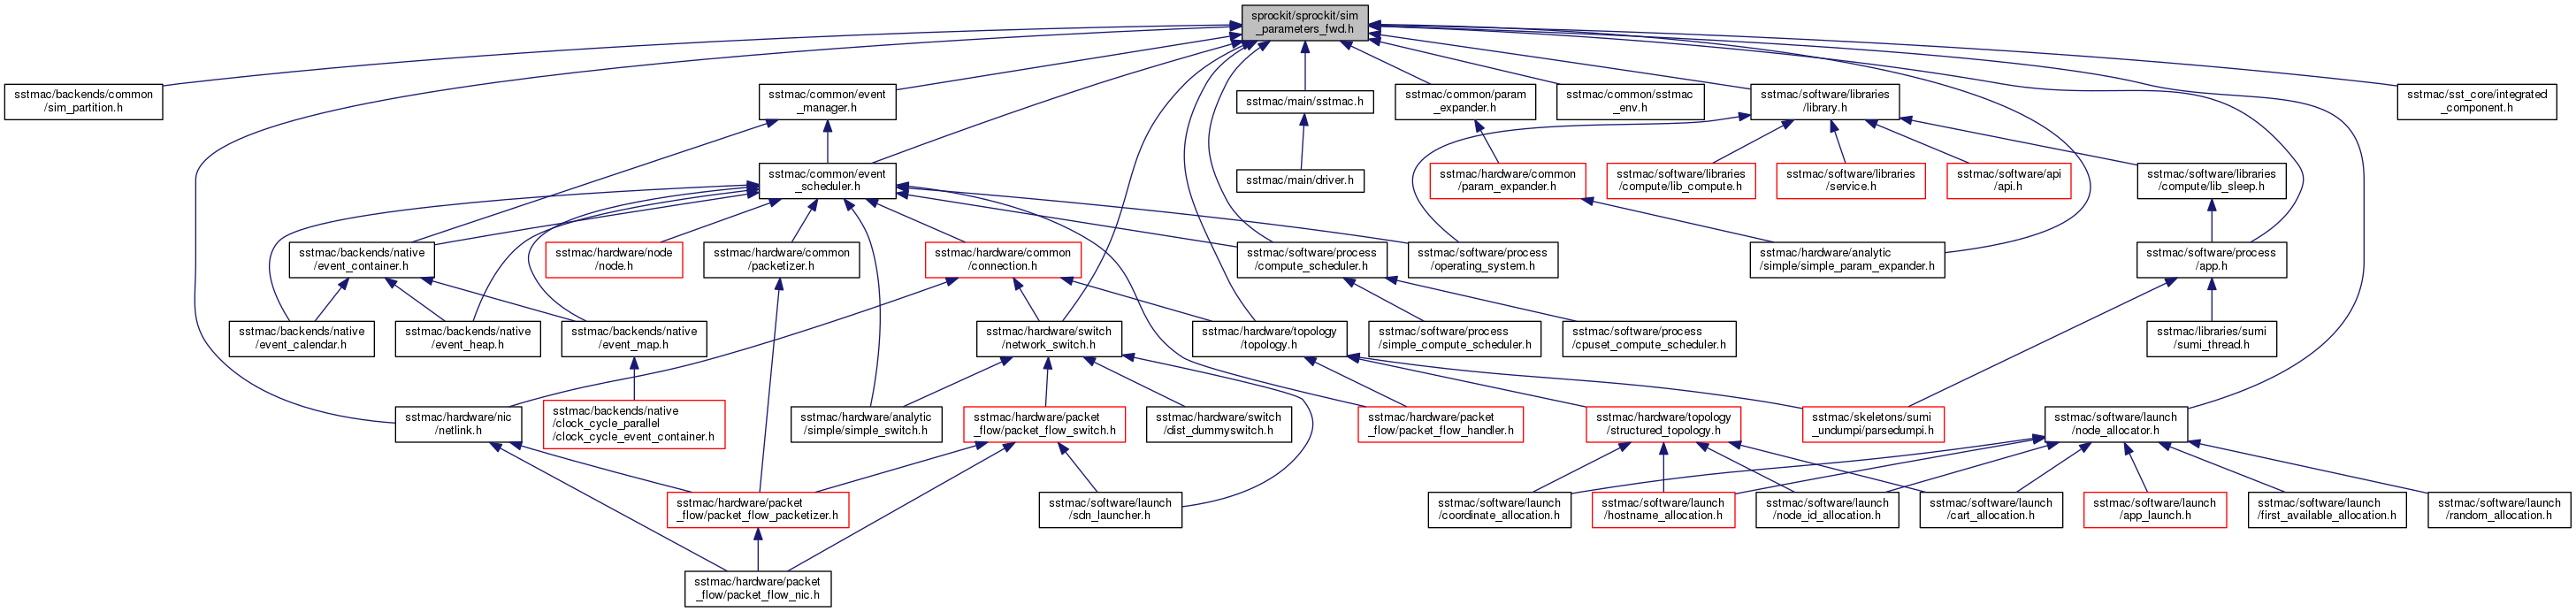 sprockit/sprockit/sim
_parameters_fwd.h
sstmac/backends/common
/sim_partition.h
sstmac/common/event
_manager.h
sstmac/main/sstmac.h
sstmac/common/param
_expander.h
sstmac/common/sstmac
_env.h
sstmac/software/libraries
/library.h
sstmac/sst_core/integrated
_component.h
sstmac/common/event
_scheduler.h
sstmac/main/driver.h
sstmac/hardware/common
/param_expander.h
sstmac/software/libraries
/compute/lib_compute.h
sstmac/software/libraries
/service.h
sstmac/software/api
/api.h
sstmac/software/libraries
/compute/lib_sleep.h
sstmac/backends/native
/event_container.h
sstmac/hardware/node
/node.h
sstmac/hardware/common
/packetizer.h
sstmac/hardware/common
/connection.h
sstmac/software/process
/compute_scheduler.h
sstmac/software/process
/operating_system.h
sstmac/hardware/analytic
/simple/simple_param_expander.h
sstmac/software/process
/app.h
sstmac/backends/native
/event_calendar.h
sstmac/backends/native
/event_heap.h
sstmac/backends/native
/event_map.h
sstmac/hardware/switch
/network_switch.h
sstmac/hardware/topology
/topology.h
sstmac/software/process
/simple_compute_scheduler.h
sstmac/software/process
/cpuset_compute_scheduler.h
sstmac/libraries/sumi
/sumi_thread.h
sstmac/hardware/nic
/netlink.h
sstmac/backends/native
/clock_cycle_parallel
/clock_cycle_event_container.h
sstmac/hardware/analytic
/simple/simple_switch.h
sstmac/hardware/packet
_flow/packet_flow_switch.h
sstmac/hardware/switch
/dist_dummyswitch.h
sstmac/hardware/packet
_flow/packet_flow_handler.h
sstmac/hardware/topology
/structured_topology.h
sstmac/skeletons/sumi
_undumpi/parsedumpi.h
sstmac/software/launch
/node_allocator.h
sstmac/hardware/packet
_flow/packet_flow_packetizer.h
sstmac/software/launch
/sdn_launcher.h
sstmac/software/launch
/coordinate_allocation.h
sstmac/software/launch
/hostname_allocation.h
sstmac/software/launch
/node_id_allocation.h
sstmac/software/launch
/cart_allocation.h
sstmac/software/launch
/app_launch.h
sstmac/software/launch
/first_available_allocation.h
sstmac/software/launch
/random_allocation.h
sstmac/hardware/packet
_flow/packet_flow_nic.h